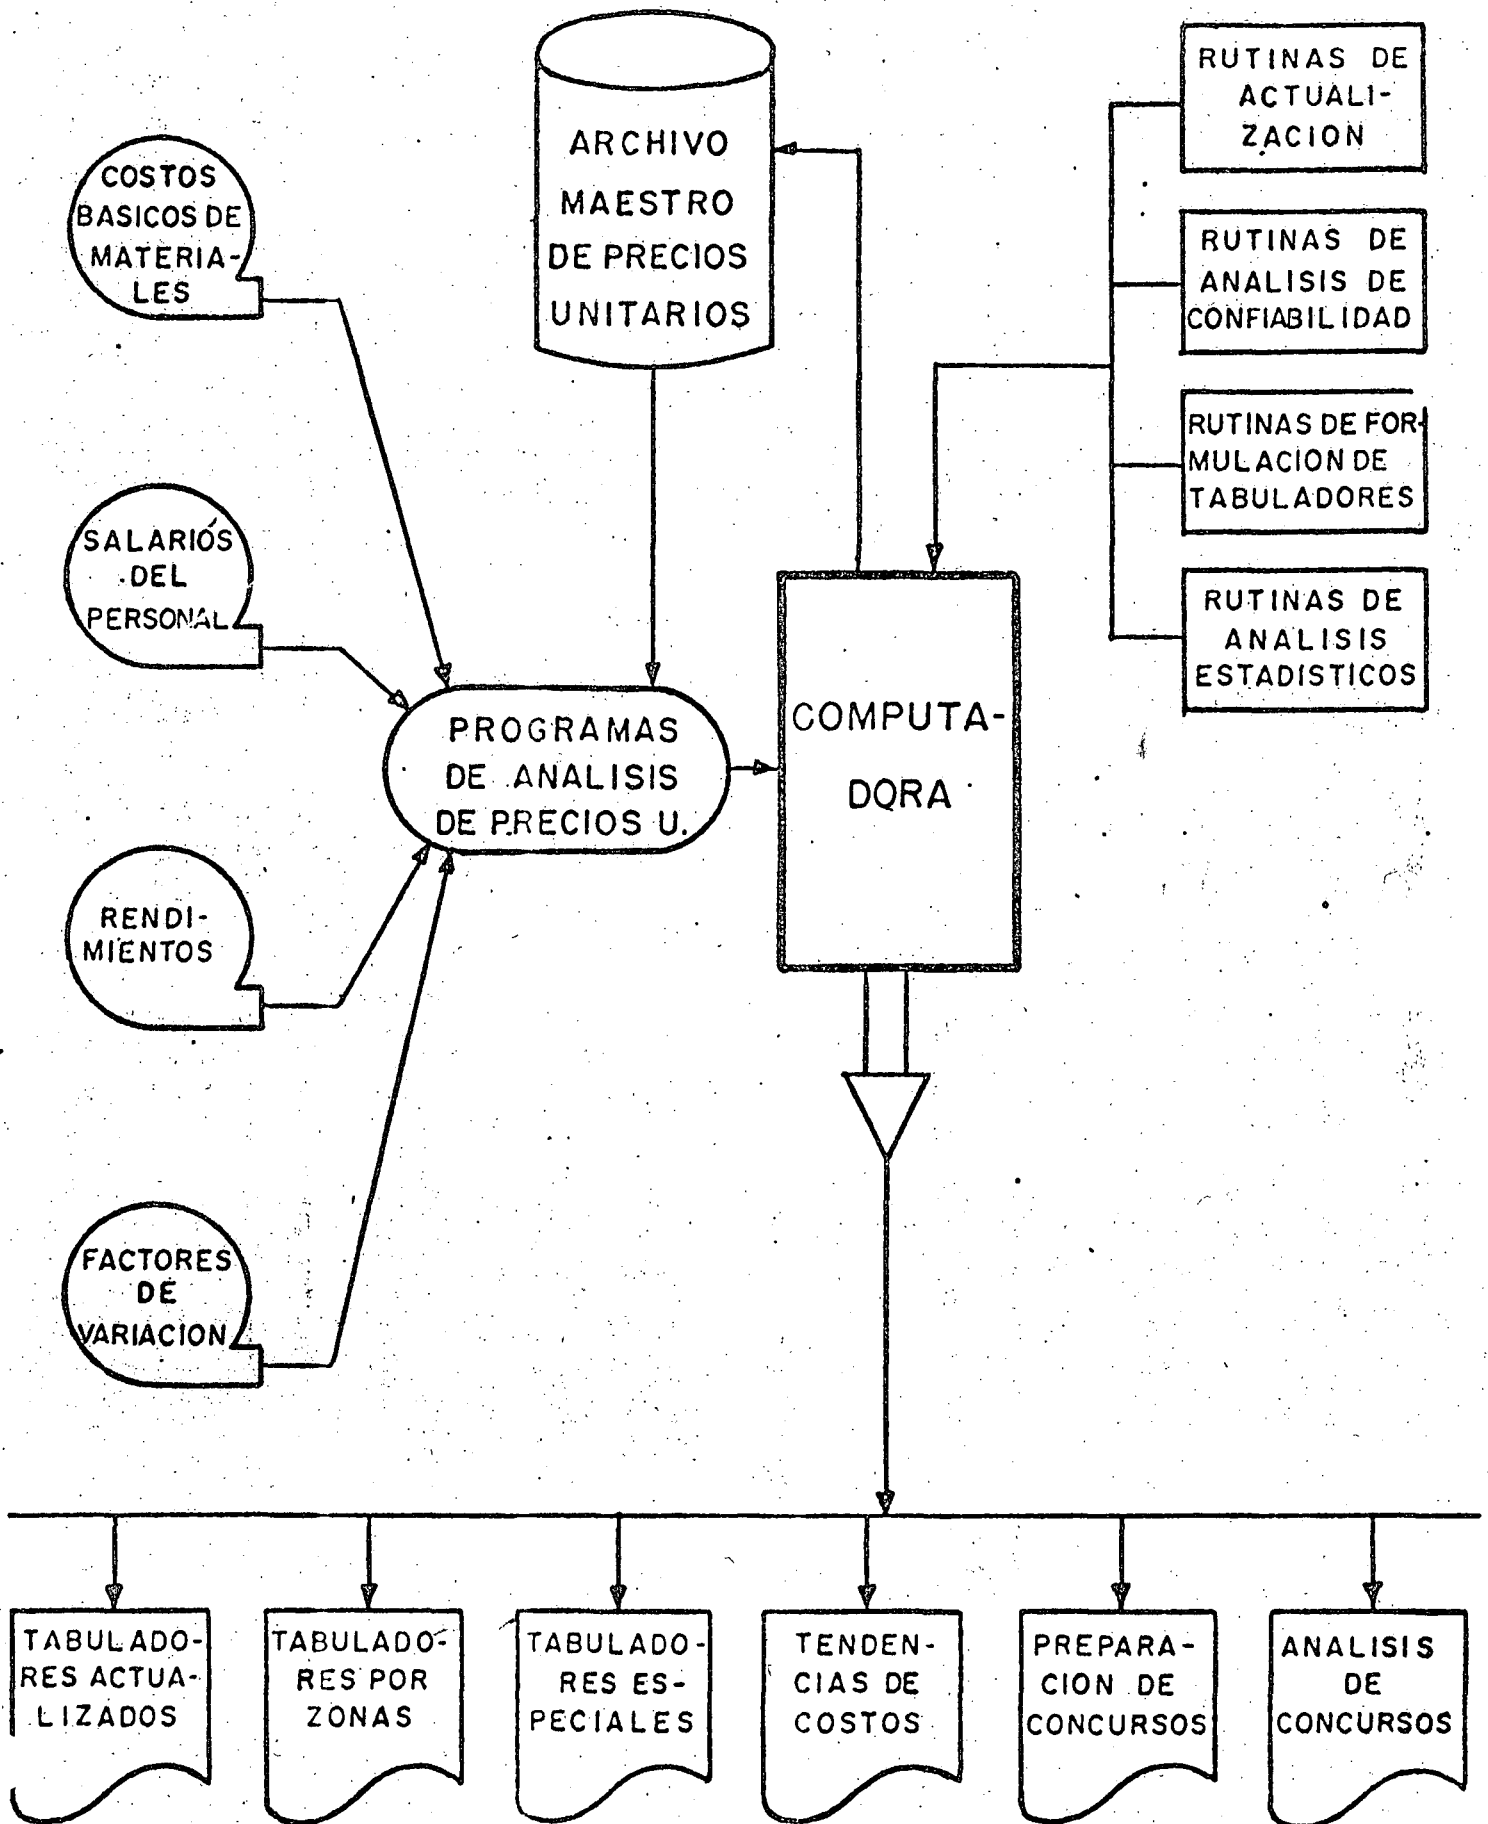 ARCHIVO
MAESTRO
DE PRECIOS
UNITARIOS
RUTINAS DE
ACTUALI-
ZACION
RUTINAS DE
ANALISIS DE
CONFIABILIDAD
RUTINAS DE FOR-
MULACION DE
TABULADORES
RUTINAS DE
ANALISIS
ESTADISTICOS
COSTOS
BASICOS DE
MATERIA-
LES
SALARIÓS
DEL
PERSONAL
RENDI-
MIENTOS
FACTORES
DE
VARIACION
PROGRAMAS
DE ANALISIS
DE PRECIOS U.
COMPUTA-
DORA
TABULADO-
RES ACTUA-
LIZADOS
TABULADO-
RES POR
ZONAS
TABULADO-
RES ES-
PECIALES
TENDEN-
CIAS DE
COSTOS
PREPARA-
CION DE
CONCURSOS
ANALISIS
DE
CONCURSOS